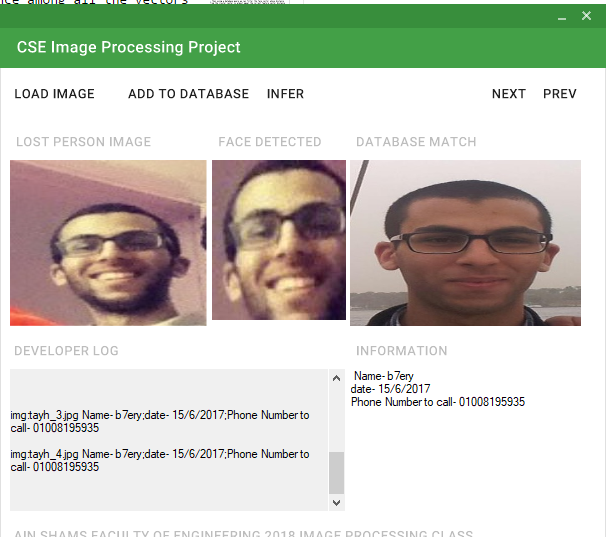 nce among all the vectors
CSE Image Processing Project
LOAD IMAGE ADD TO DATABASE INFER NEXT PREV
LOST PERSON IMAGE FACE DETECTED DATABASE MATCH
DEVELOPER LOG INFORMATION
img:tayh_3.jpg Name- b7ery;date- 15/6/2017;Phone Number to
call- 01008195935
img:tayh_4.jpg Name- b7ery;date- 15/6/2017;Phone Number to
call- 01008195935
Name- b7ery
date- 15/6/2017
Phone Number to call- 01008195935
AIN SHAMS FACULTY OF ENGINEERING 2018 IMAGE PROCESSING CLASS